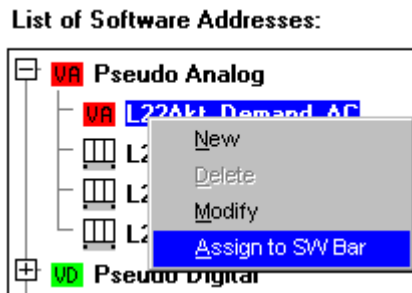 List of Software Addresses:
VA Pseudo Analog
VA L22Akt_Demand_AC
New
L2
Delete
L2
Modify
L2
Assign to SW Bar
VD Pseudo Digital